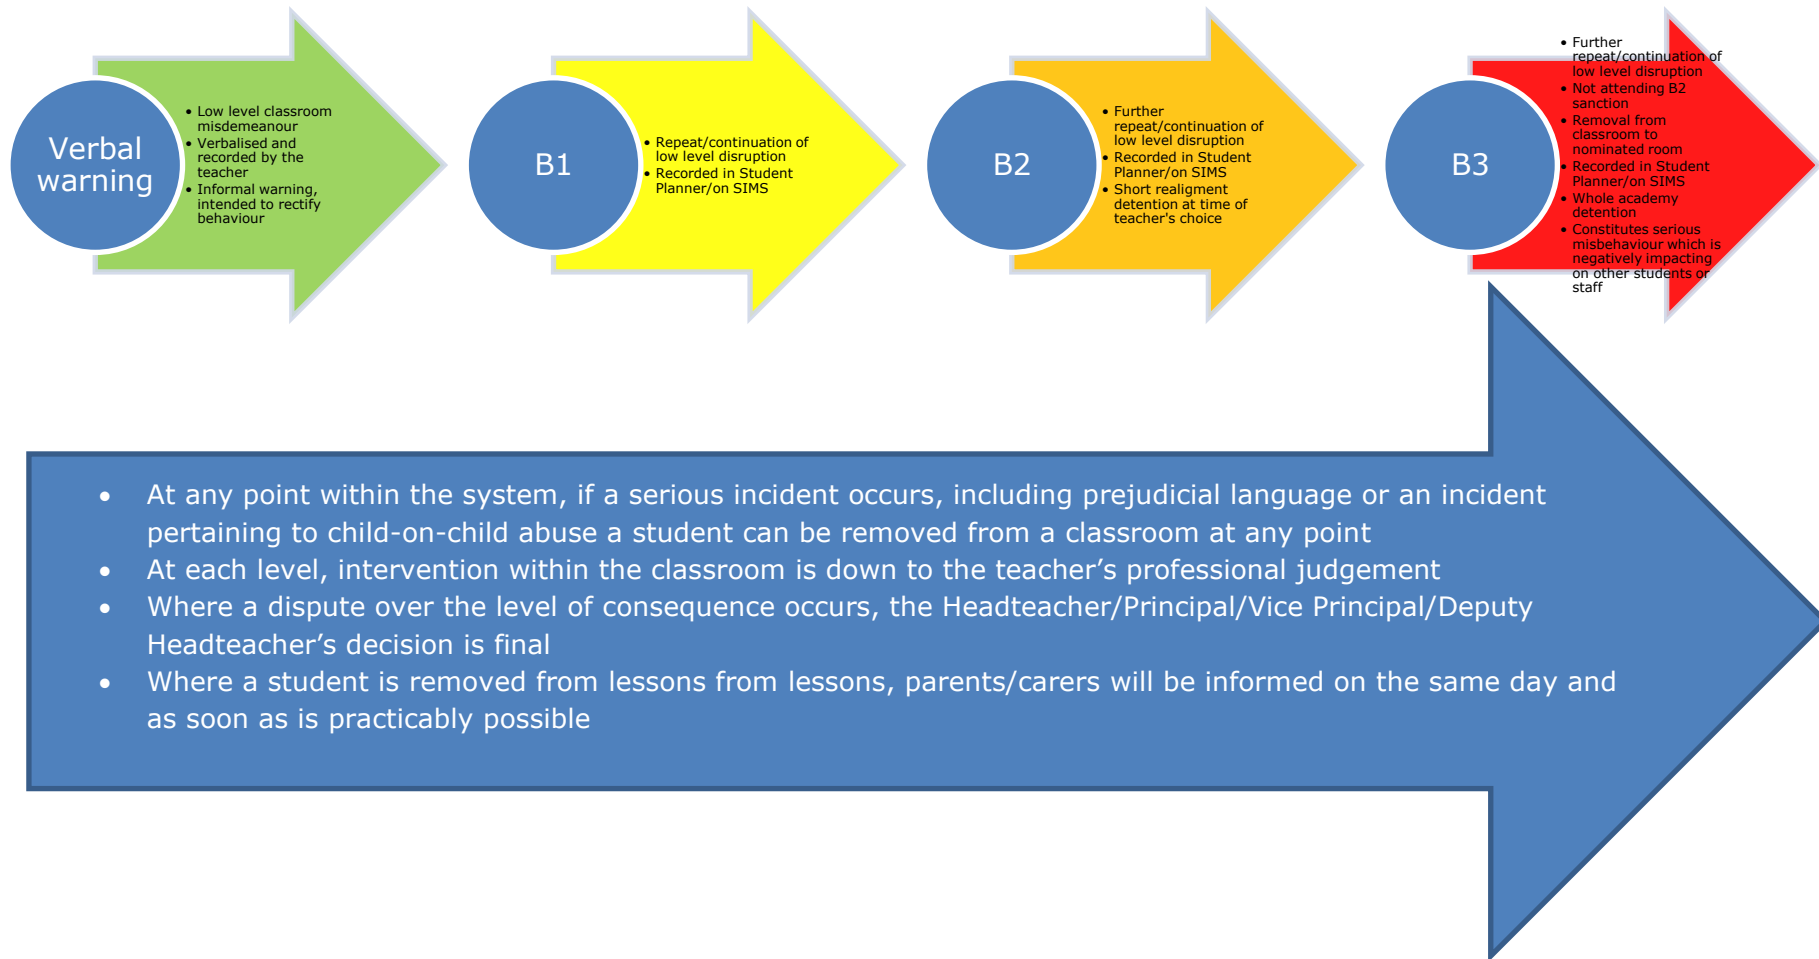 Verbal
warning
• Low level classroom
misdemeanour
• Verbalised and
recorded by the
teacher
• Informal warning,
intended to rectify
behaviour
B1
• Repeat/continuation of
low level disruption
• Recorded in Student
Planner/on SIMS
B2
• Further
repeat/continuation of
low level disruption
• Recorded in Student
Planner/on SIMS
• Short realigment
detention at time of
teacher's choice
B3
• Further
repeat/continuation of
low level disruption
• Not attending B2
sanction
• Removal from
classroom to
nominated room
• Recorded in Student
Planner/on SIMS
• Whole academy
detention
• Constitutes serious
misbehaviour which is
negatively impacting
on other students or
staff
• At any point within the system, if a serious incident occurs, including prejudicial language or an incident
pertaining to child-on-child abuse a student can be removed from a classroom at any point
• At each level, intervention within the classroom is down to the teacher’s professional judgement
• Where a dispute over the level of consequence occurs, the Headteacher/Principal/Vice Principal/Deputy
Headteacher’s decision is final
• Where a student is removed from lessons from lessons, parents/carers will be informed on the same day and
as soon as is practicably possible